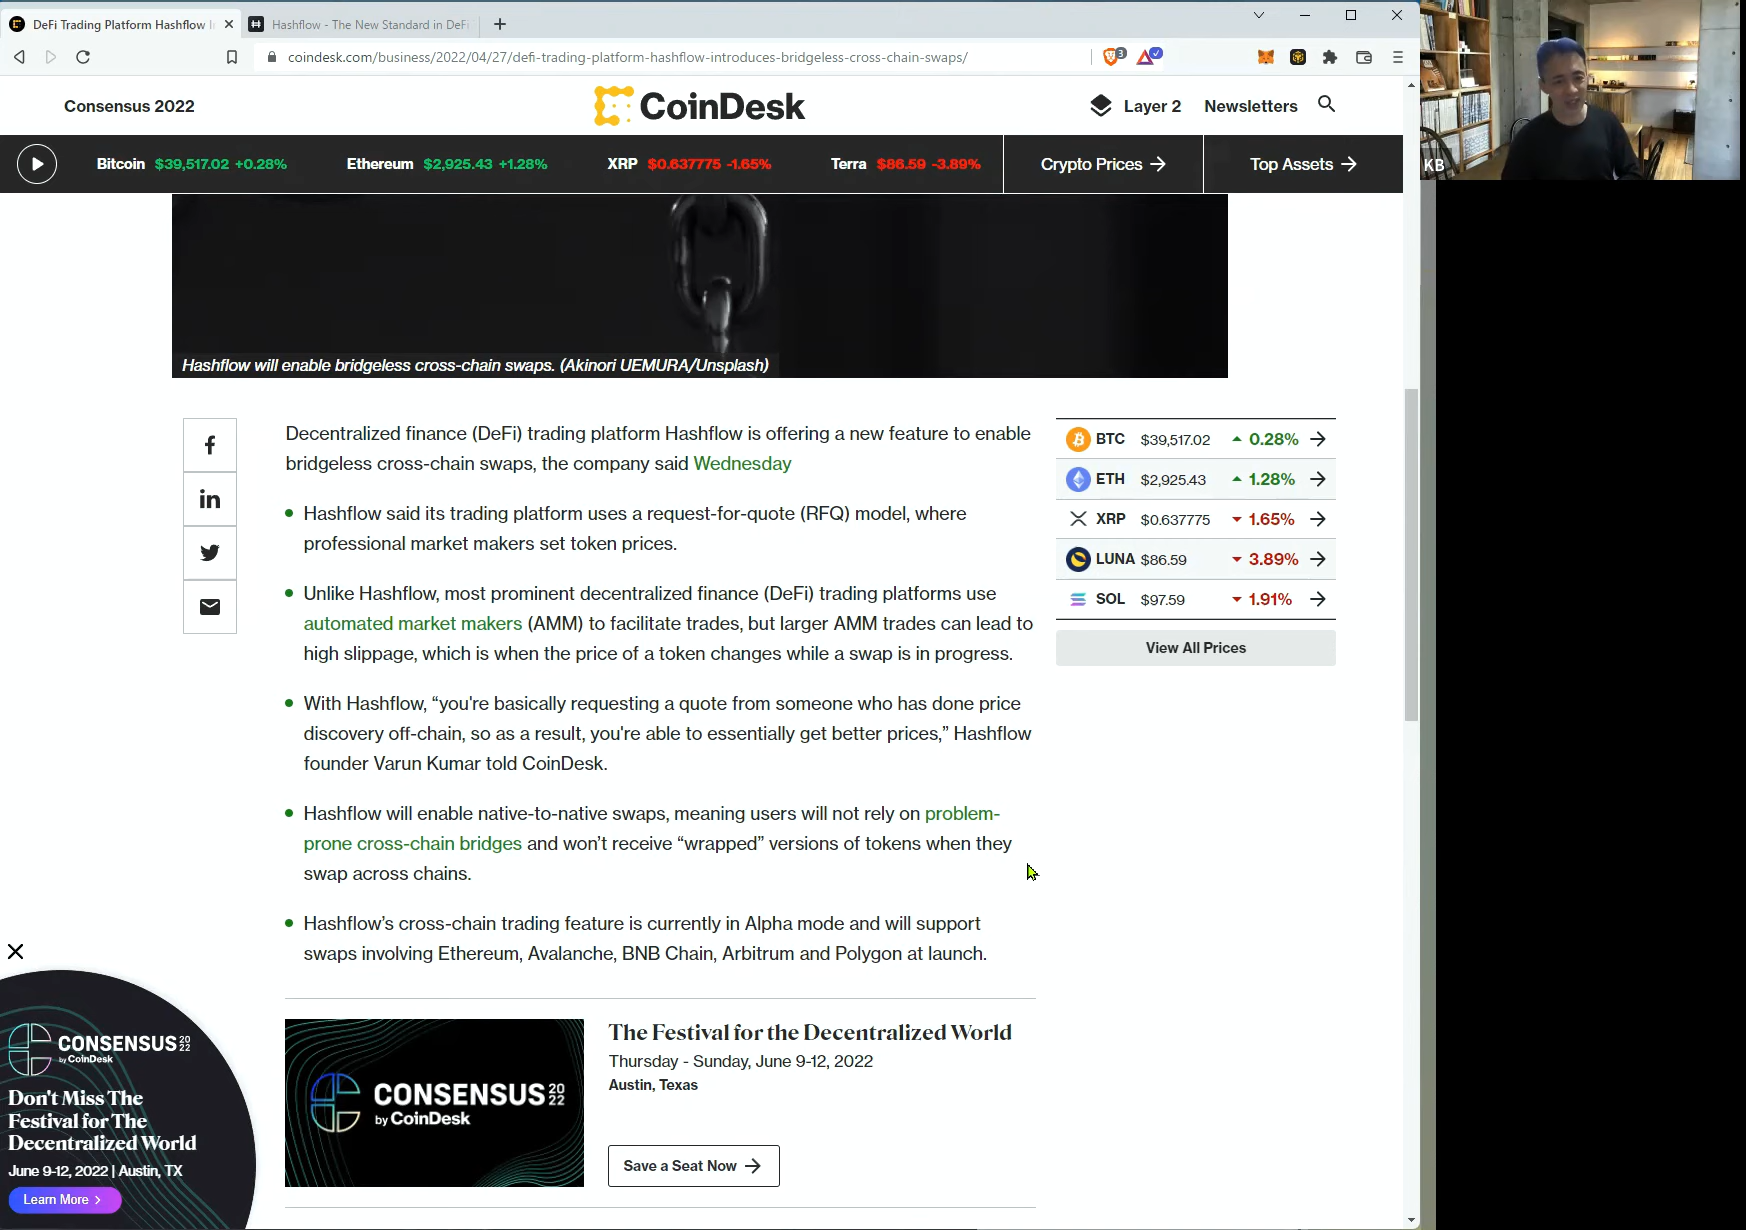 DeFi Trading Platform Hashflow I
Hashflow - The New Standard in DeFi
coindesk.com/business/2022/04/27/defi-trading-platform-hashflow-introduces-bridgeless-cross-chain-swaps/
3
Consensus 2022
CoinDesk
Layer 2
Newsletters
Bitcoin $39,517.02 +0.28%
Ethereum $2,925.43 +1.28%
XRP $0.637775 -1.65%
Terra $86.59 -3.89%
Crypto Prices →
Top Assets →
KB
Hashflow will enable bridgeless cross-chain swaps. (Akinori UEMURA/Unsplash)
Decentralized finance (DeFi) trading platform Hashflow is offering a new feature to enable
bridgeless cross-chain swaps, the company said Wednesday
• Hashflow said its trading platform uses a request-for-quote (RFQ) model, where
professional market makers set token prices.
• Unlike Hashflow, most prominent decentralized finance (DeFi) trading platforms use
automated market makers (AMM) to facilitate trades, but larger AMM trades can lead to
high slippage, which is when the price of a token changes while a swap is in progress.
• With Hashflow, “you're basically requesting a quote from someone who has done price
discovery off-chain, so as a result, you're able to essentially get better prices,” Hashflow
founder Varun Kumar told CoinDesk.
• Hashflow will enable native-to-native swaps, meaning users will not rely on problem-
prone cross-chain bridges and won’t receive “wrapped” versions of tokens when they
swap across chains.
• Hashflow’s cross-chain trading feature is currently in Alpha mode and will support
swaps involving Ethereum, Avalanche, BNB Chain, Arbitrum and Polygon at launch.
BTC $39,517.02 0.28% →
ETH $2,925.43 1.28% →
XRP $0.637775 1.65% →
LUNA $86.59 3.89% →
SOL $97.59 1.91% →
View All Prices
CONSENSUS 2022
by CoinDesk
Don't Miss The
Festival for The
Decentralized World
June 9-12, 2022 | Austin, TX
Learn More >
CONSENSUS 2022
by CoinDesk
The Festival for the Decentralized World
Thursday - Sunday, June 9-12, 2022
Austin, Texas
Save a Seat Now →